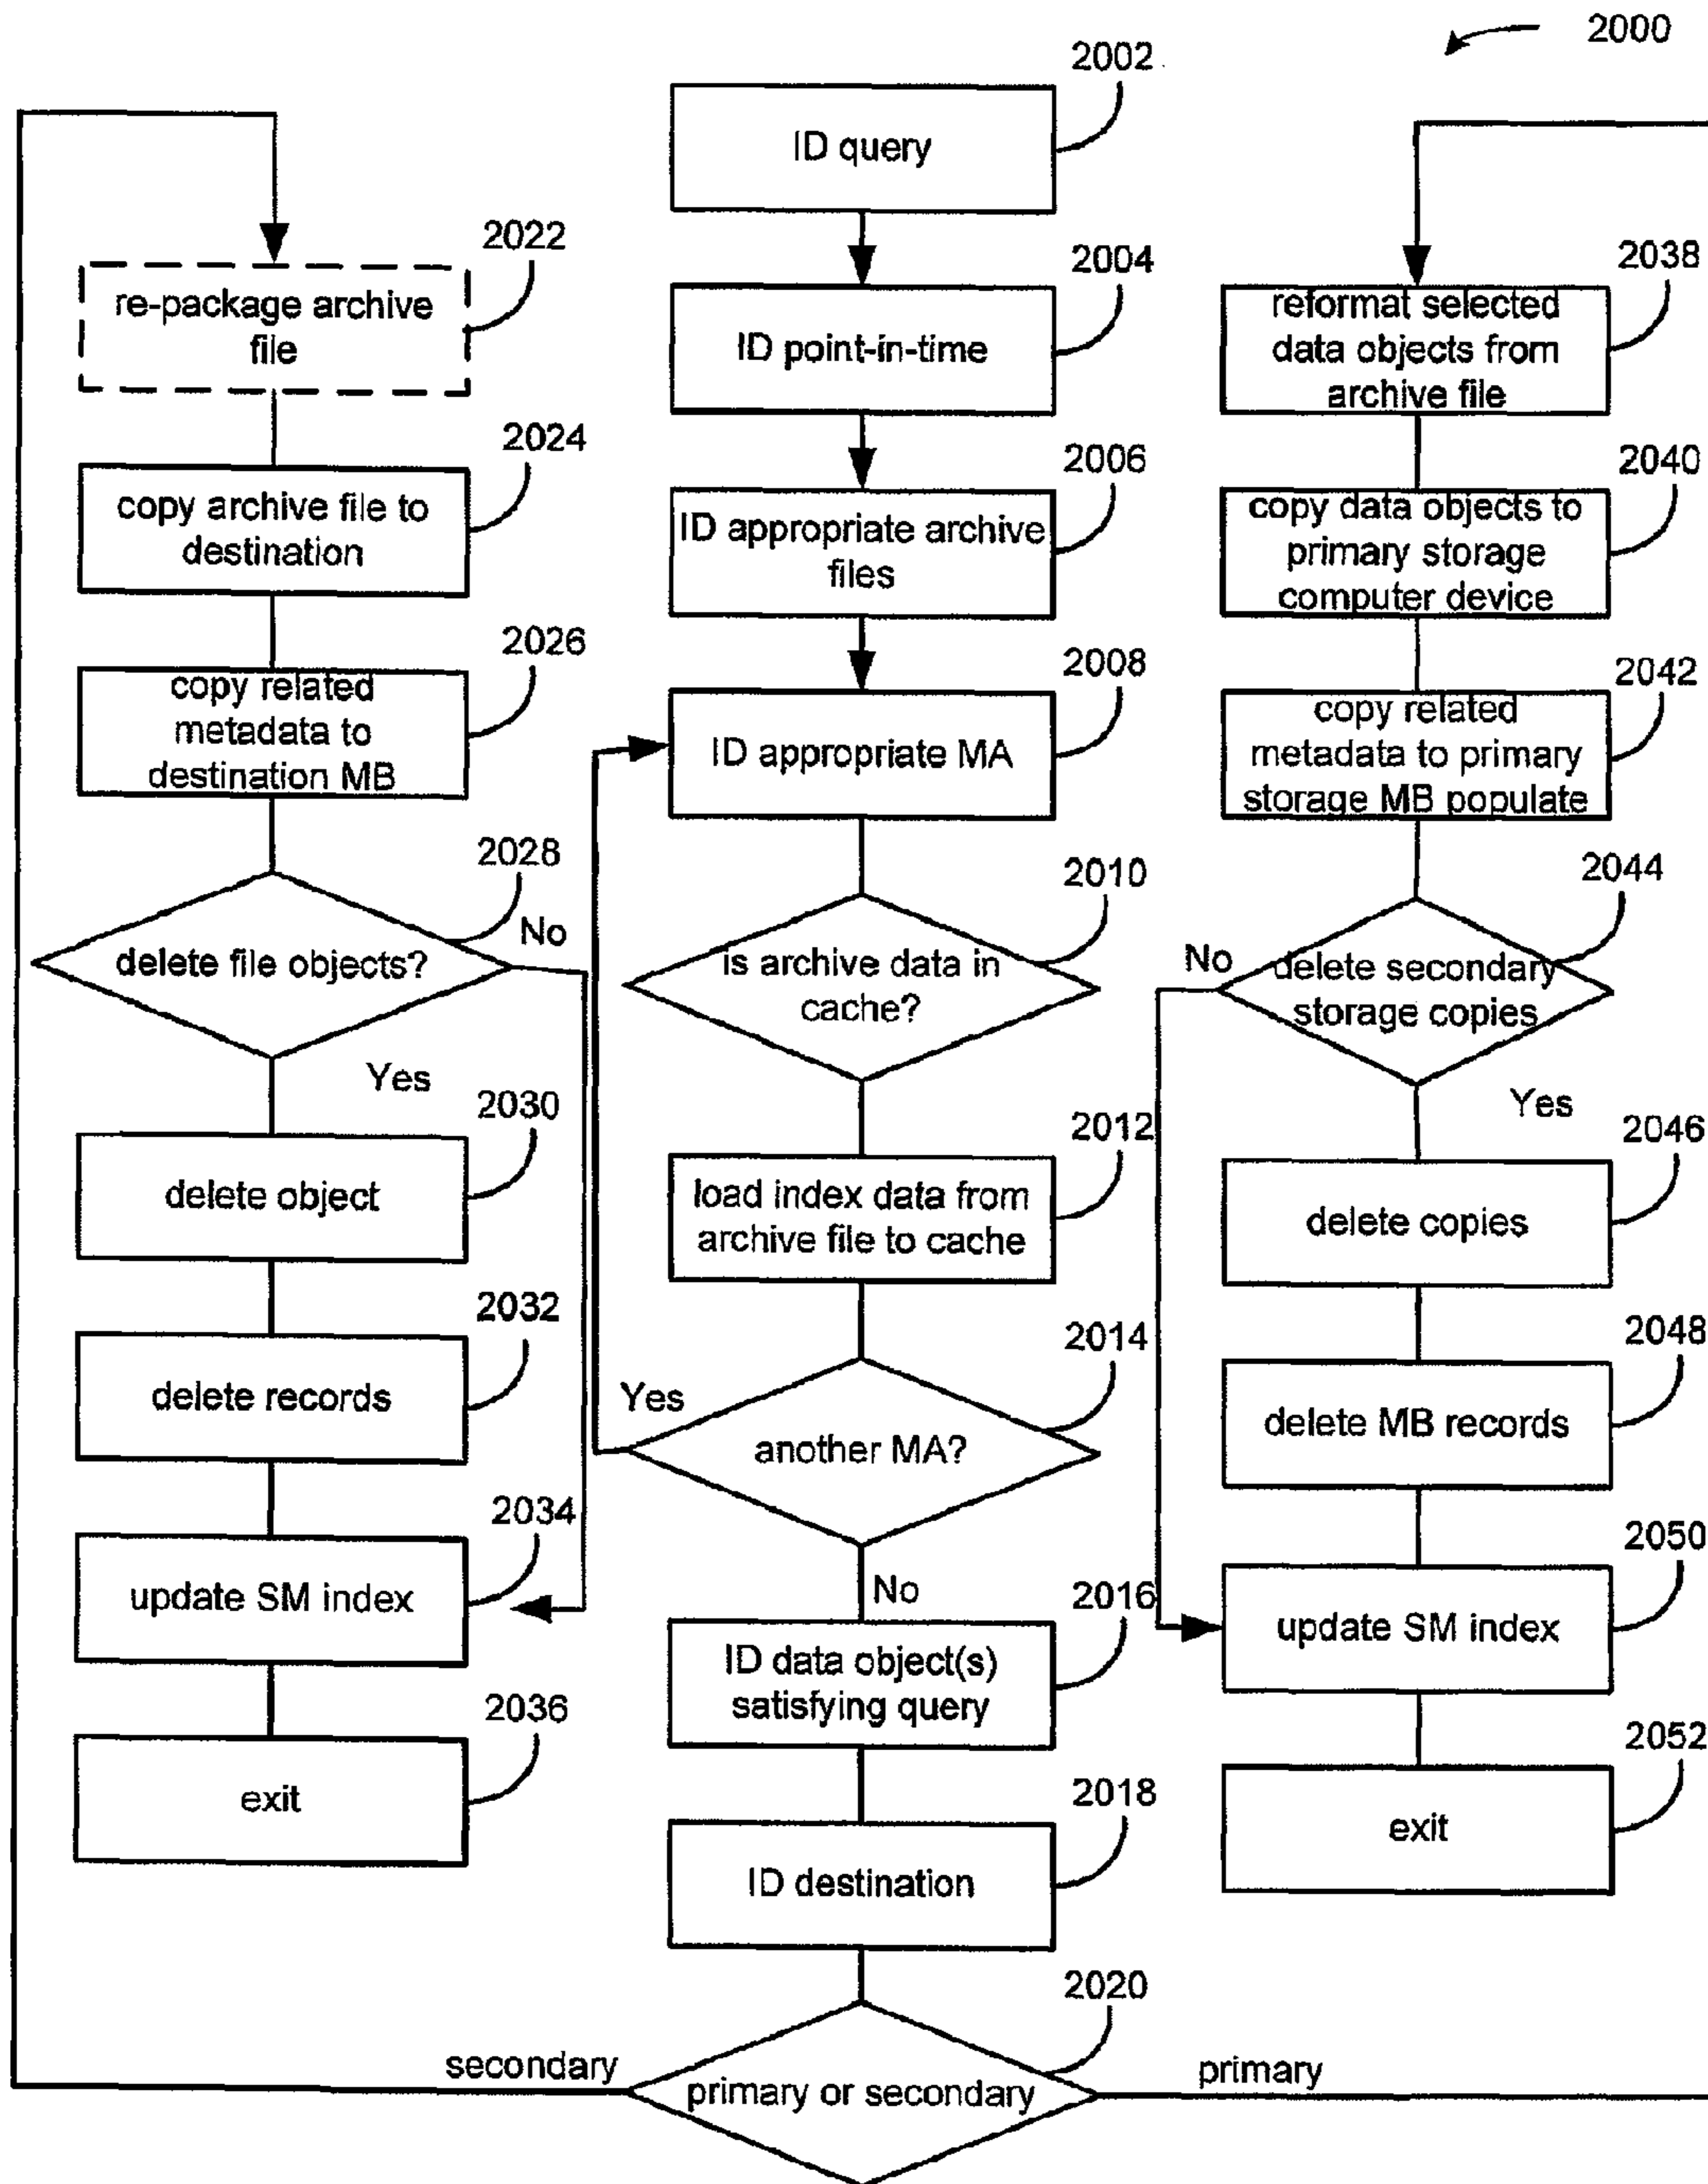 2000
2002
ID query
2004
ID point-in-time
2006
ID appropriate archive
files
2008
ID appropriate MA
2010
is archive data in
cache?
2012
load index data from
archive file to cache
2014
Yes
another MA?
No
2016
ID data object(s)
satisfying query
2018
ID destination
2020
secondary
primary or secondary
primary
2022
re-package archive
file
2024
copy archive file to
destination
2026
copy related
metadata to
destination MB
2028
No
delete file objects?
Yes
2030
delete object
2032
delete records
2034
update SM index
2036
exit
2038
reformat selected
data objects from
archive file
2040
copy data objects to
primary storage
computer device
2042
copy related
metadata to primary
storage MB populate
2044
No
delete secondary
storage copies
Yes
2046
delete copies
2048
delete MB records
2050
update SM index
2052
exit